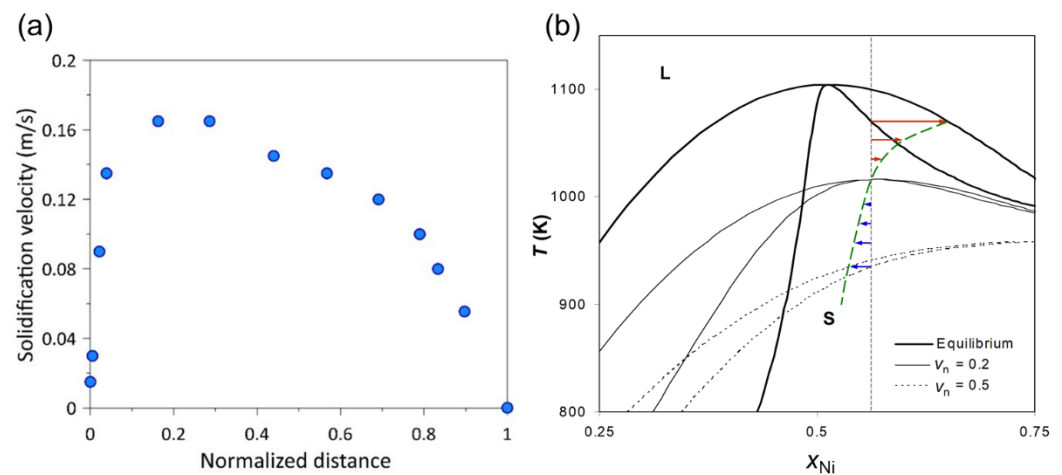 (a)
0.2
0.16
0.12
0.08
0.04
0
Solidification velocity (m/s)
0
0.2
0.4
0.6
0.8
1
Normalized distance
(b)
L
1100
1000
900
800
T (K)
S
Equilibrium
vn = 0.2
vn = 0.5
0.25
0.5
0.75
xNi